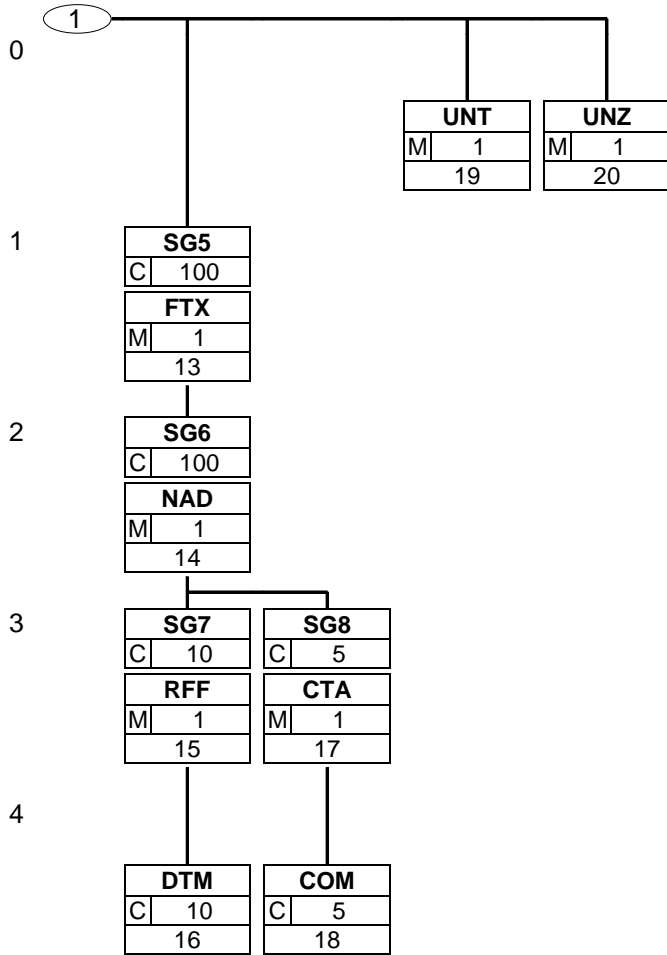 1
0
UNT UNZ
M 1 M 1
19 20
1
SG5
C 100
FTX
M 1
13
2
SG6
C 100
NAD
M 1
14
3
SG7 SG8
C 10 C 5
RFF CTA
M 1 M 1
15 17
4
DTM COM
C 10 C 5
16 18